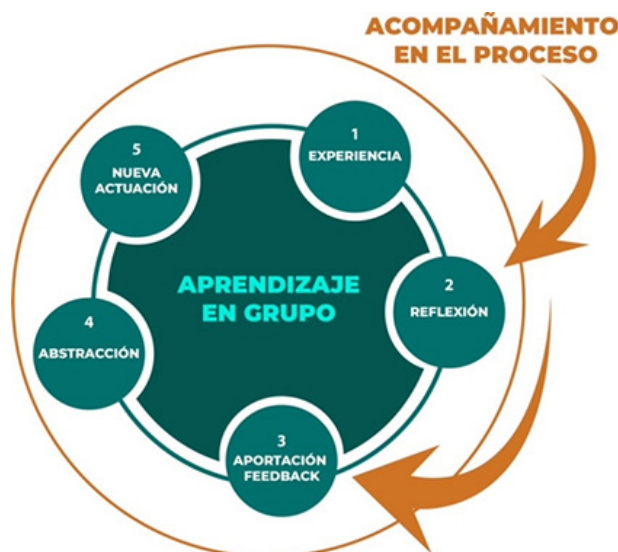 ACOMPAÑAMIENTO
EN EL PROCESO
1
EXPERIENCIA
2
REFLEXIÓN
3
APORTACIÓN
FEEDBACK
4
ABSTRACCIÓN
5
NUEVA
ACTUACIÓN
APRENDIZAJE
EN GRUPO